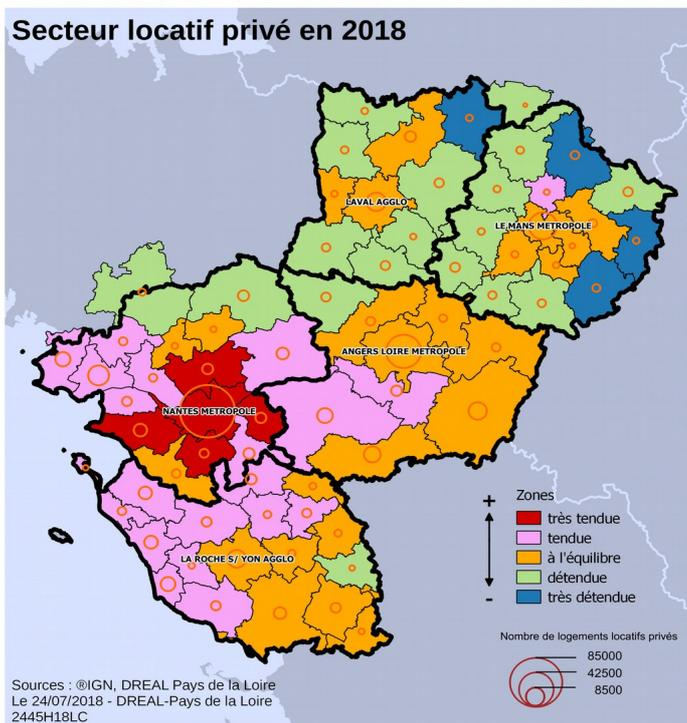 Secteur locatif privé en 2018
LAVAL AGGLO
LE MANS METROPOLE
ANGERS LOIRE METROPOLE
NANTES METROPOLE
LA ROCHE S/ YON AGGLO
+
Zones
très tendue
tendue
à l'équilibre
détendue
-
très détendue
Nombre de logements locatifs privés
85000
42500
8500
Sources : ®IGN, DREAL Pays de la Loire
Le 24/07/2018 - DREAL-Pays de la Loire
2445H18LC